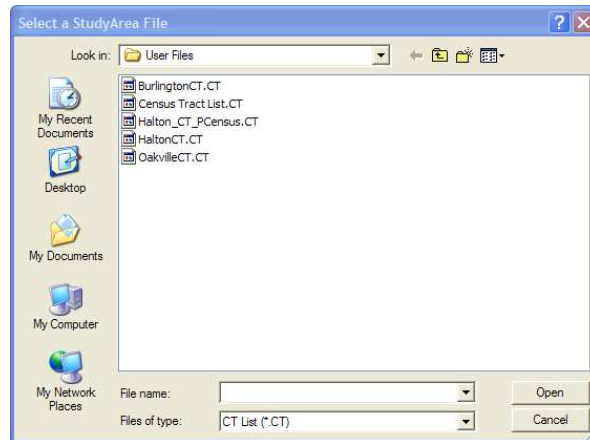 Select a StudyArea File
Look in: User Files
BurlingtonCT.CT
Census Tract List.CT
Halton_CT_PCensus.CT
HaltonCT.CT
OakvilleCT.CT
My Recent
Documents
Desktop
My Documents
My Computer
My Network
Places
File name:
Open
Files of type: CT List (*.CT)
Cancel